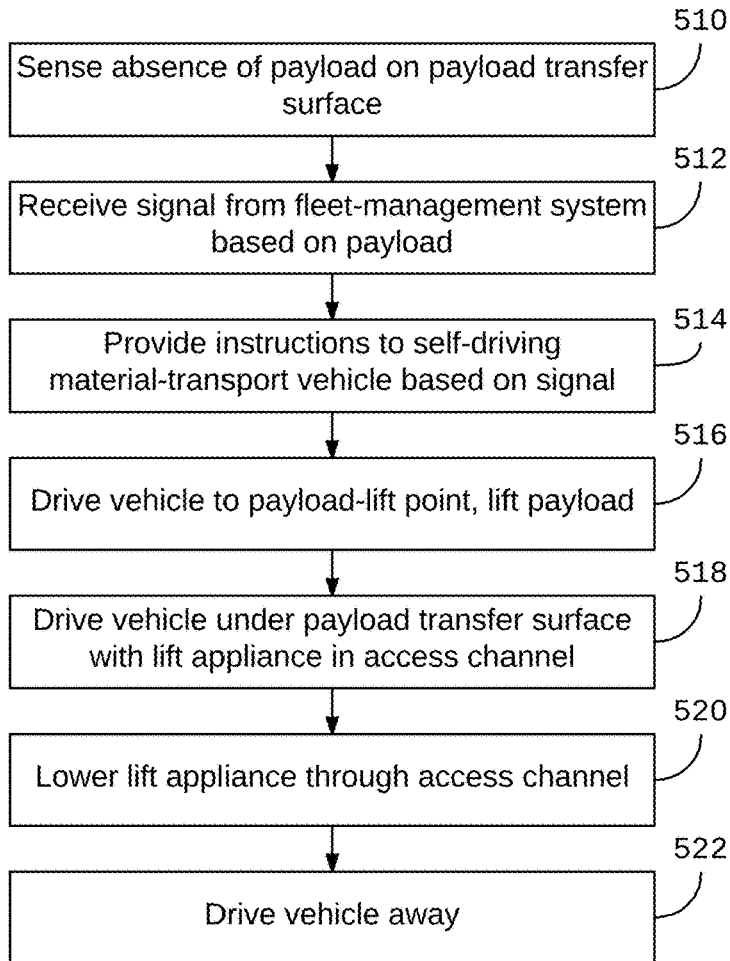 510
Sense absence of payload on payload transfer
surface
512
Receive signal from fleet-management system
based on payload
514
Provide instructions to self-driving
material-transport vehicle based on signal
516
Drive vehicle to payload-lift point, lift payload
518
Drive vehicle under payload transfer surface
with lift appliance in access channel
520
Lower lift appliance through access channel
522
Drive vehicle away